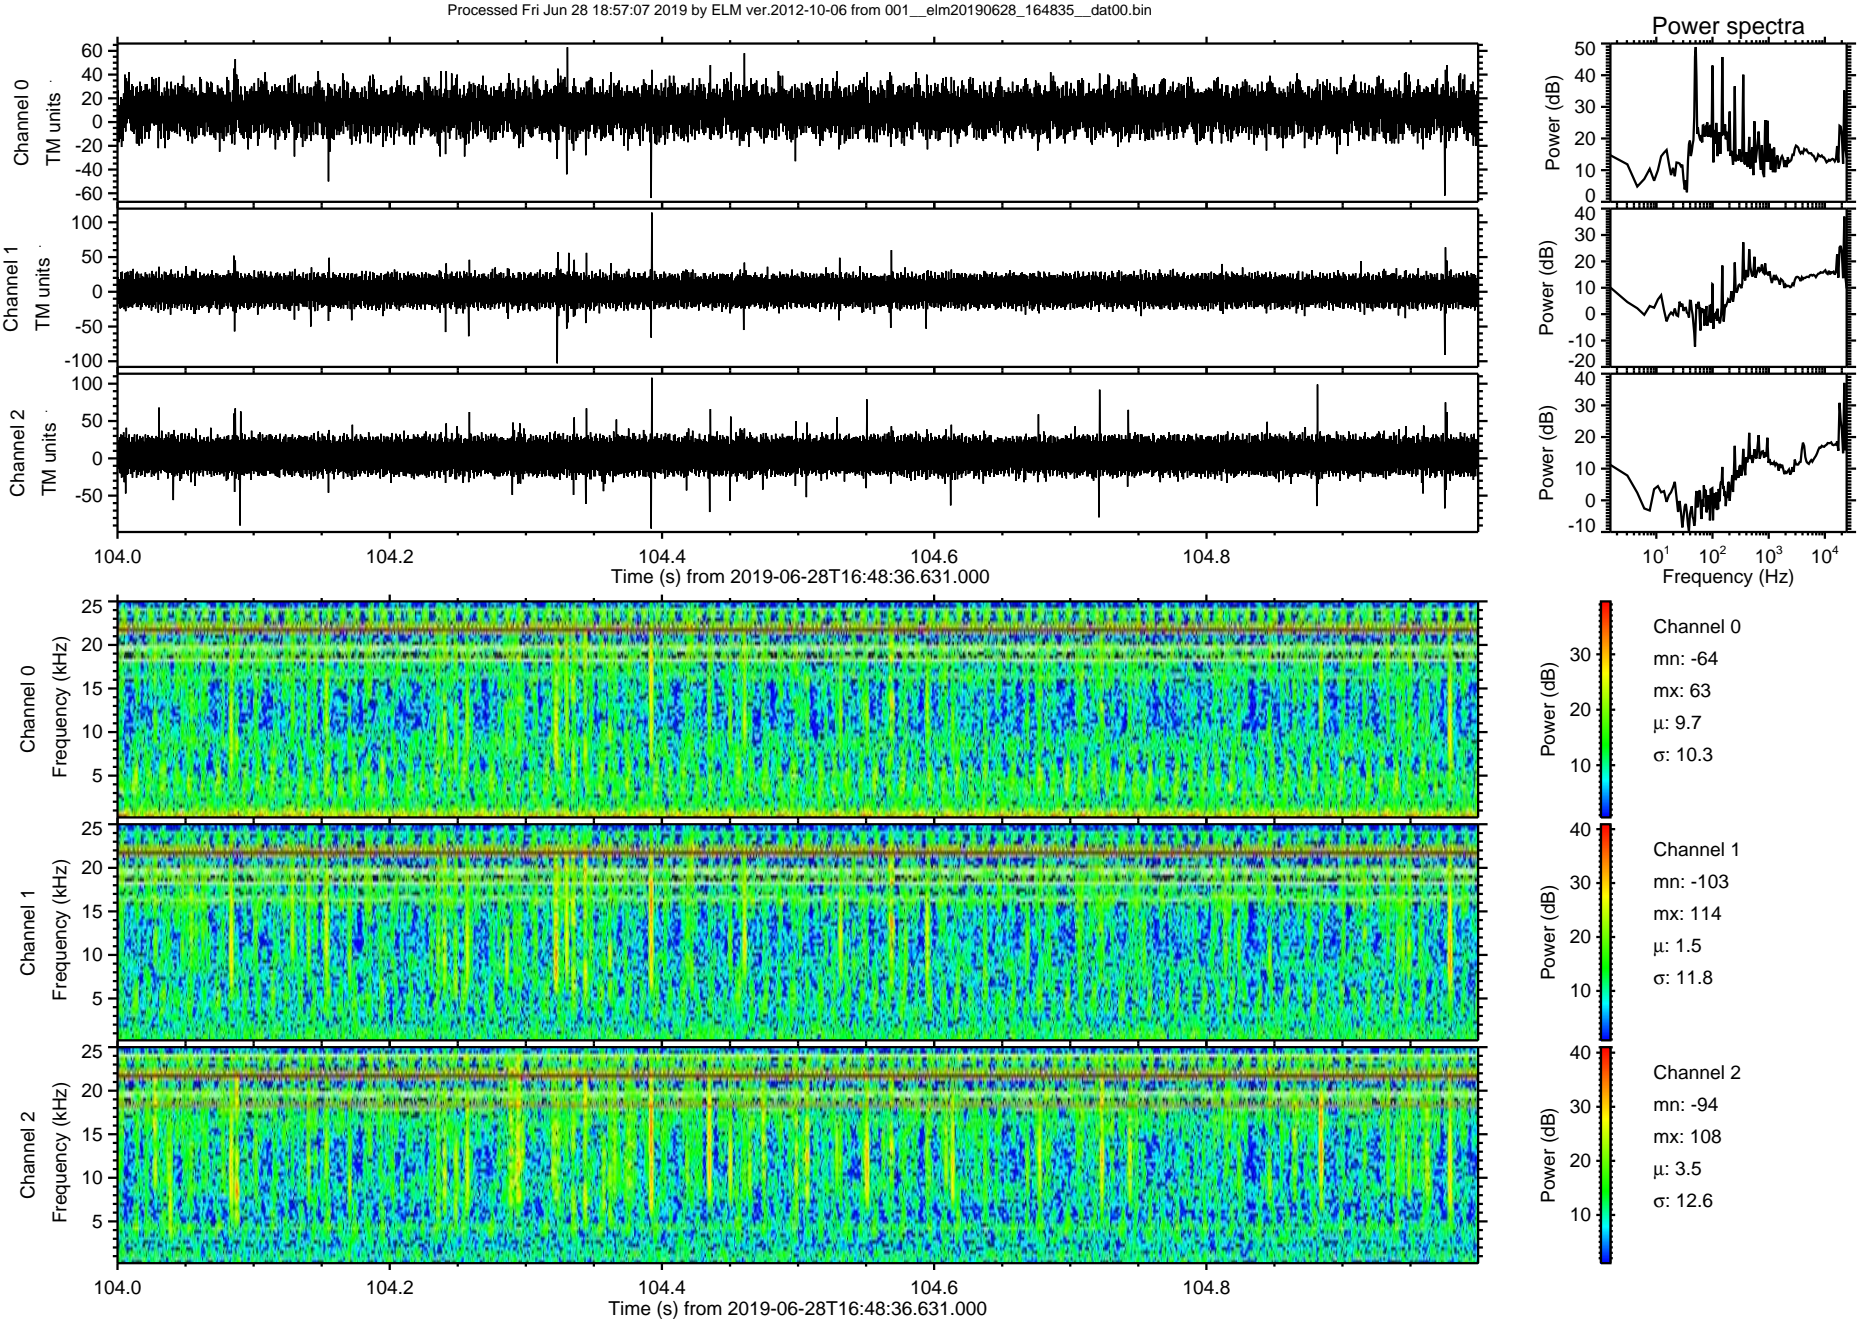 Processed Fri Jun 28 18:57:07 2019 by ELM ver.2012-10-06 from 001__elm20190628_164835__dat00.bin
Power spectra
Channel 0
TM units
60
40
20
0
-20
-40
-60
Power (dB)
50
40
30
20
10
0
Channel 1
TM units
100
50
0
-50
-100
Power (dB)
40
30
20
10
0
-10
-20
Channel 2
TM units
100
50
0
-50
Power (dB)
40
30
20
10
0
-10
104.0 104.2 104.4 104.6 104.8
Time (s) from 2019-06-28T16:48:36.631.000
10¹ 10² 10³ 10⁴
Frequency (Hz)
Channel 0
Frequency (kHz)
25
20
15
10
5
Power (dB)
30
20
10
Channel 0
mn: -64
mx: 63
μ: 9.7
σ: 10.3
Channel 1
Frequency (kHz)
25
20
15
10
5
Power (dB)
40
30
20
10
Channel 1
mn: -103
mx: 114
μ: 1.5
σ: 11.8
Channel 2
Frequency (kHz)
25
20
15
10
5
Power (dB)
40
30
20
10
Channel 2
mn: -94
mx: 108
μ: 3.5
σ: 12.6
104.0 104.2 104.4 104.6 104.8
Time (s) from 2019-06-28T16:48:36.631.000